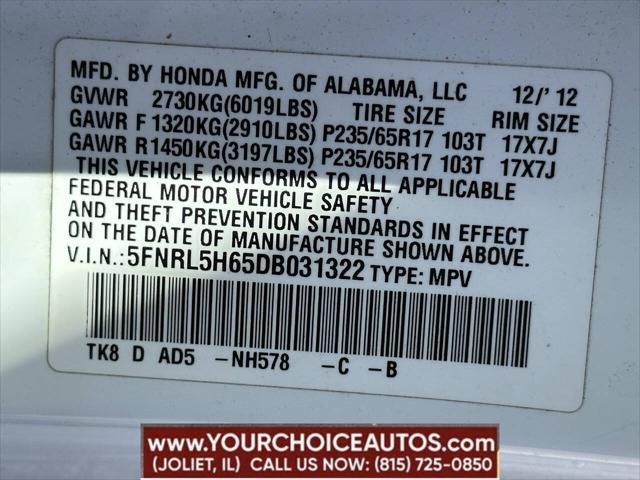 MFD. BY HONDA MFG. OF ALABAMA, LLC 12/' 12
GVWR 2730KG(6019LBS) TIRE SIZE RIM SIZE
GAWR F 1320KG(2910LBS) P235/65R17 103T 17X7J
GAWR R1450KG(3197LBS) P235/65R17 103T 17X7J
THIS VEHICLE CONFORMS TO ALL APPLICABLE
FEDERAL MOTOR VEHICLE SAFETY
AND THEFT PREVENTION STANDARDS IN EFFECT
ON THE DATE OF MANUFACTURE SHOWN ABOVE.
V.I.N.:5FNRL5H65DB031322 TYPE: MPV
TK8 D AD5 -NH578 -C -B
WWW.YOURCHOICEAUTOS.COM
(JOLIET, IL) CALL US NOW: (815) 725-0850